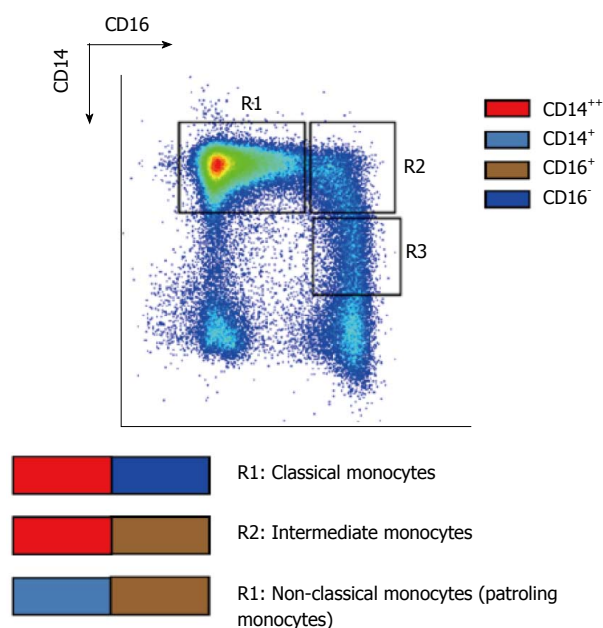 CD16
CD14
R1
R2
R3
CD14++
CD14+
CD16+
CD16-
R1: Classical monocytes
R2: Intermediate monocytes
R1: Non-classical monocytes (patroling
monocytes)